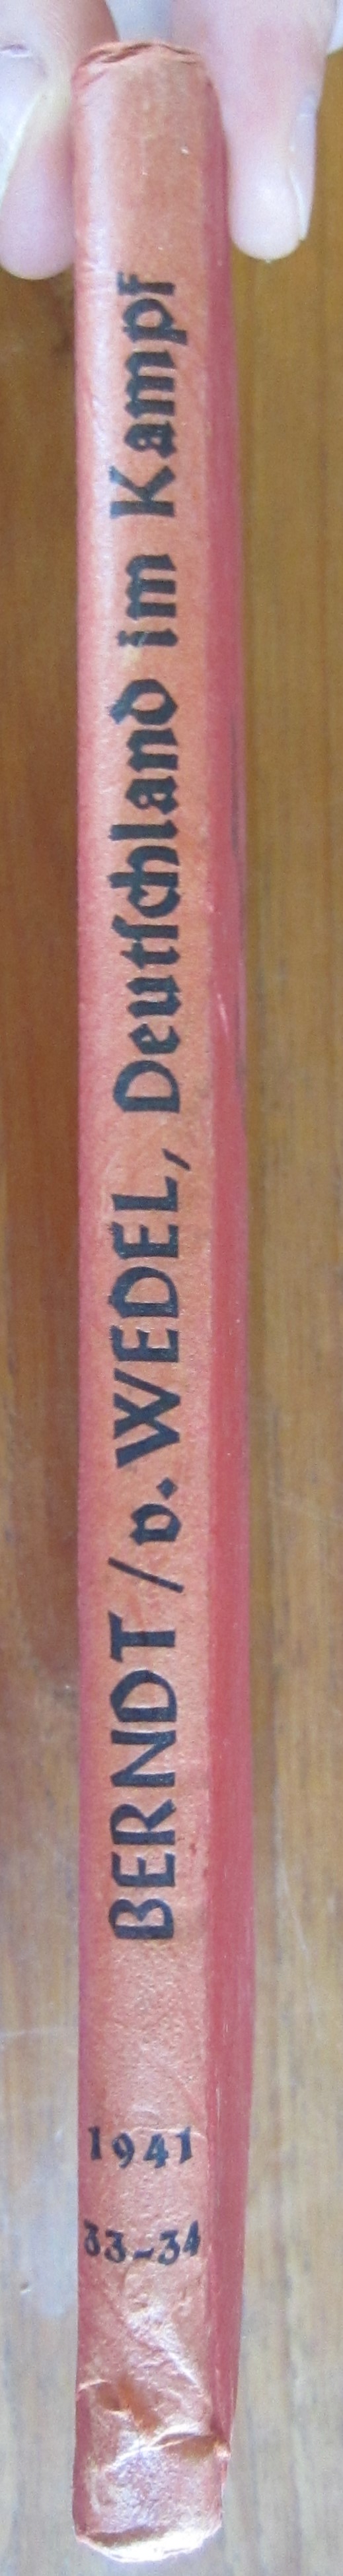 BERNDT / v. WEDEL, Deutſchland im Kampf
1941
33-34